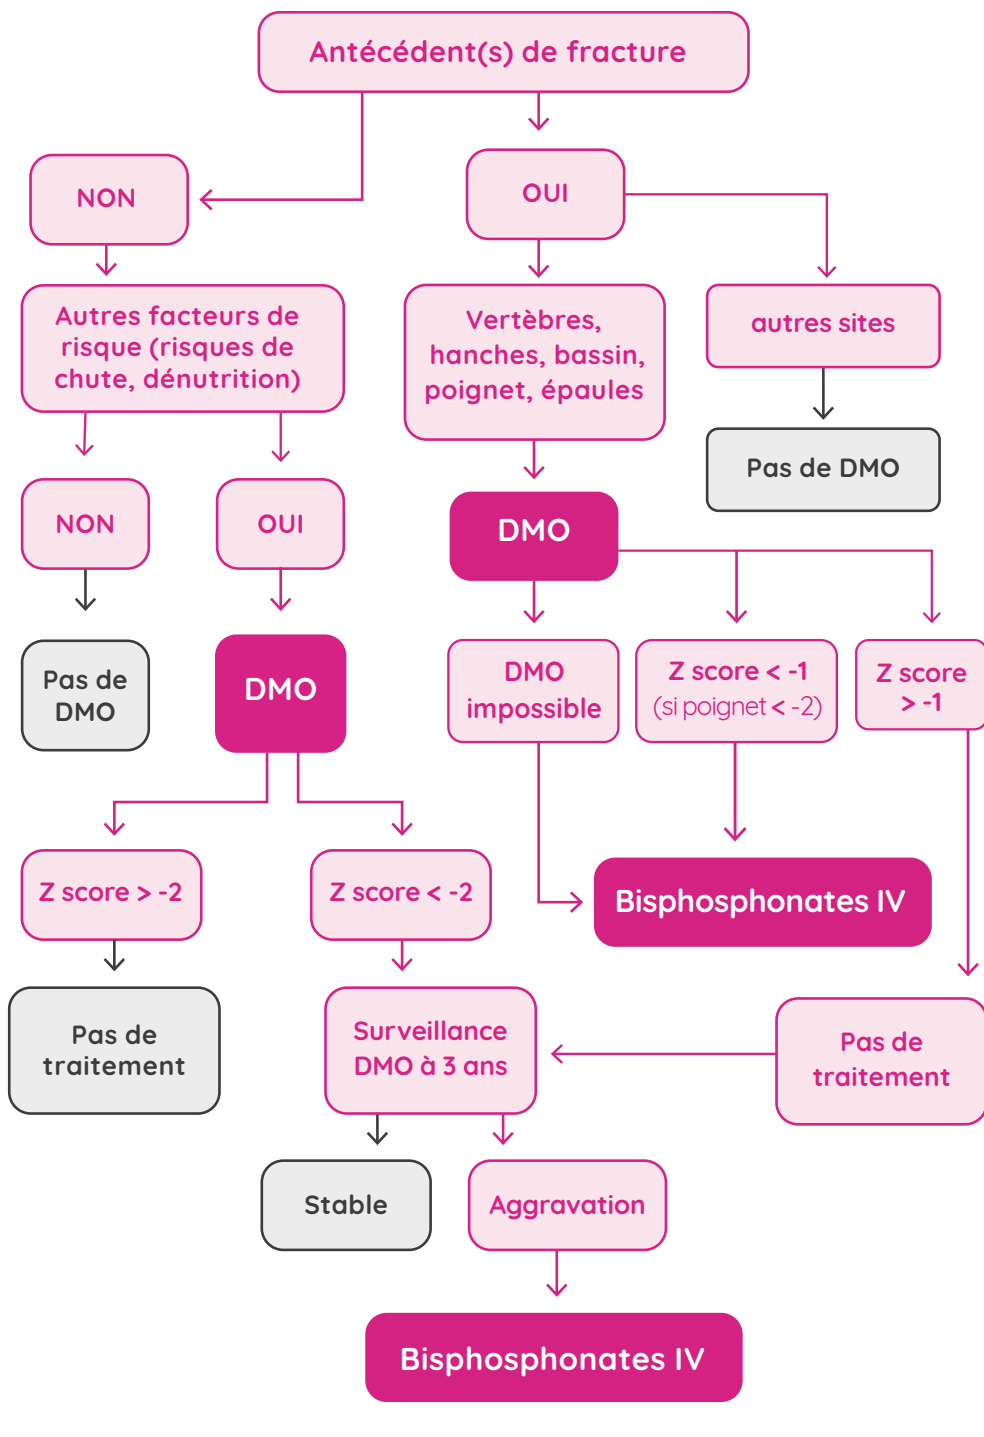 Antécédent(s) de fracture
NON
OUI
Autres facteurs de
risque (risques de
chute, dénutrition)
Vertèbres,
hanches, bassin,
poignet, épaules
autres sites
Pas de DMO
NON
OUI
DMO
Pas de
DMO
DMO
DMO
impossible
Z score < -1
(si poignet < -2)
Z score
> -1
Z score > -2
Z score < -2
Bisphosphonates IV
Pas de
traitement
Surveillance
DMO à 3 ans
Pas de
traitement
Stable
Aggravation
Bisphosphonates IV